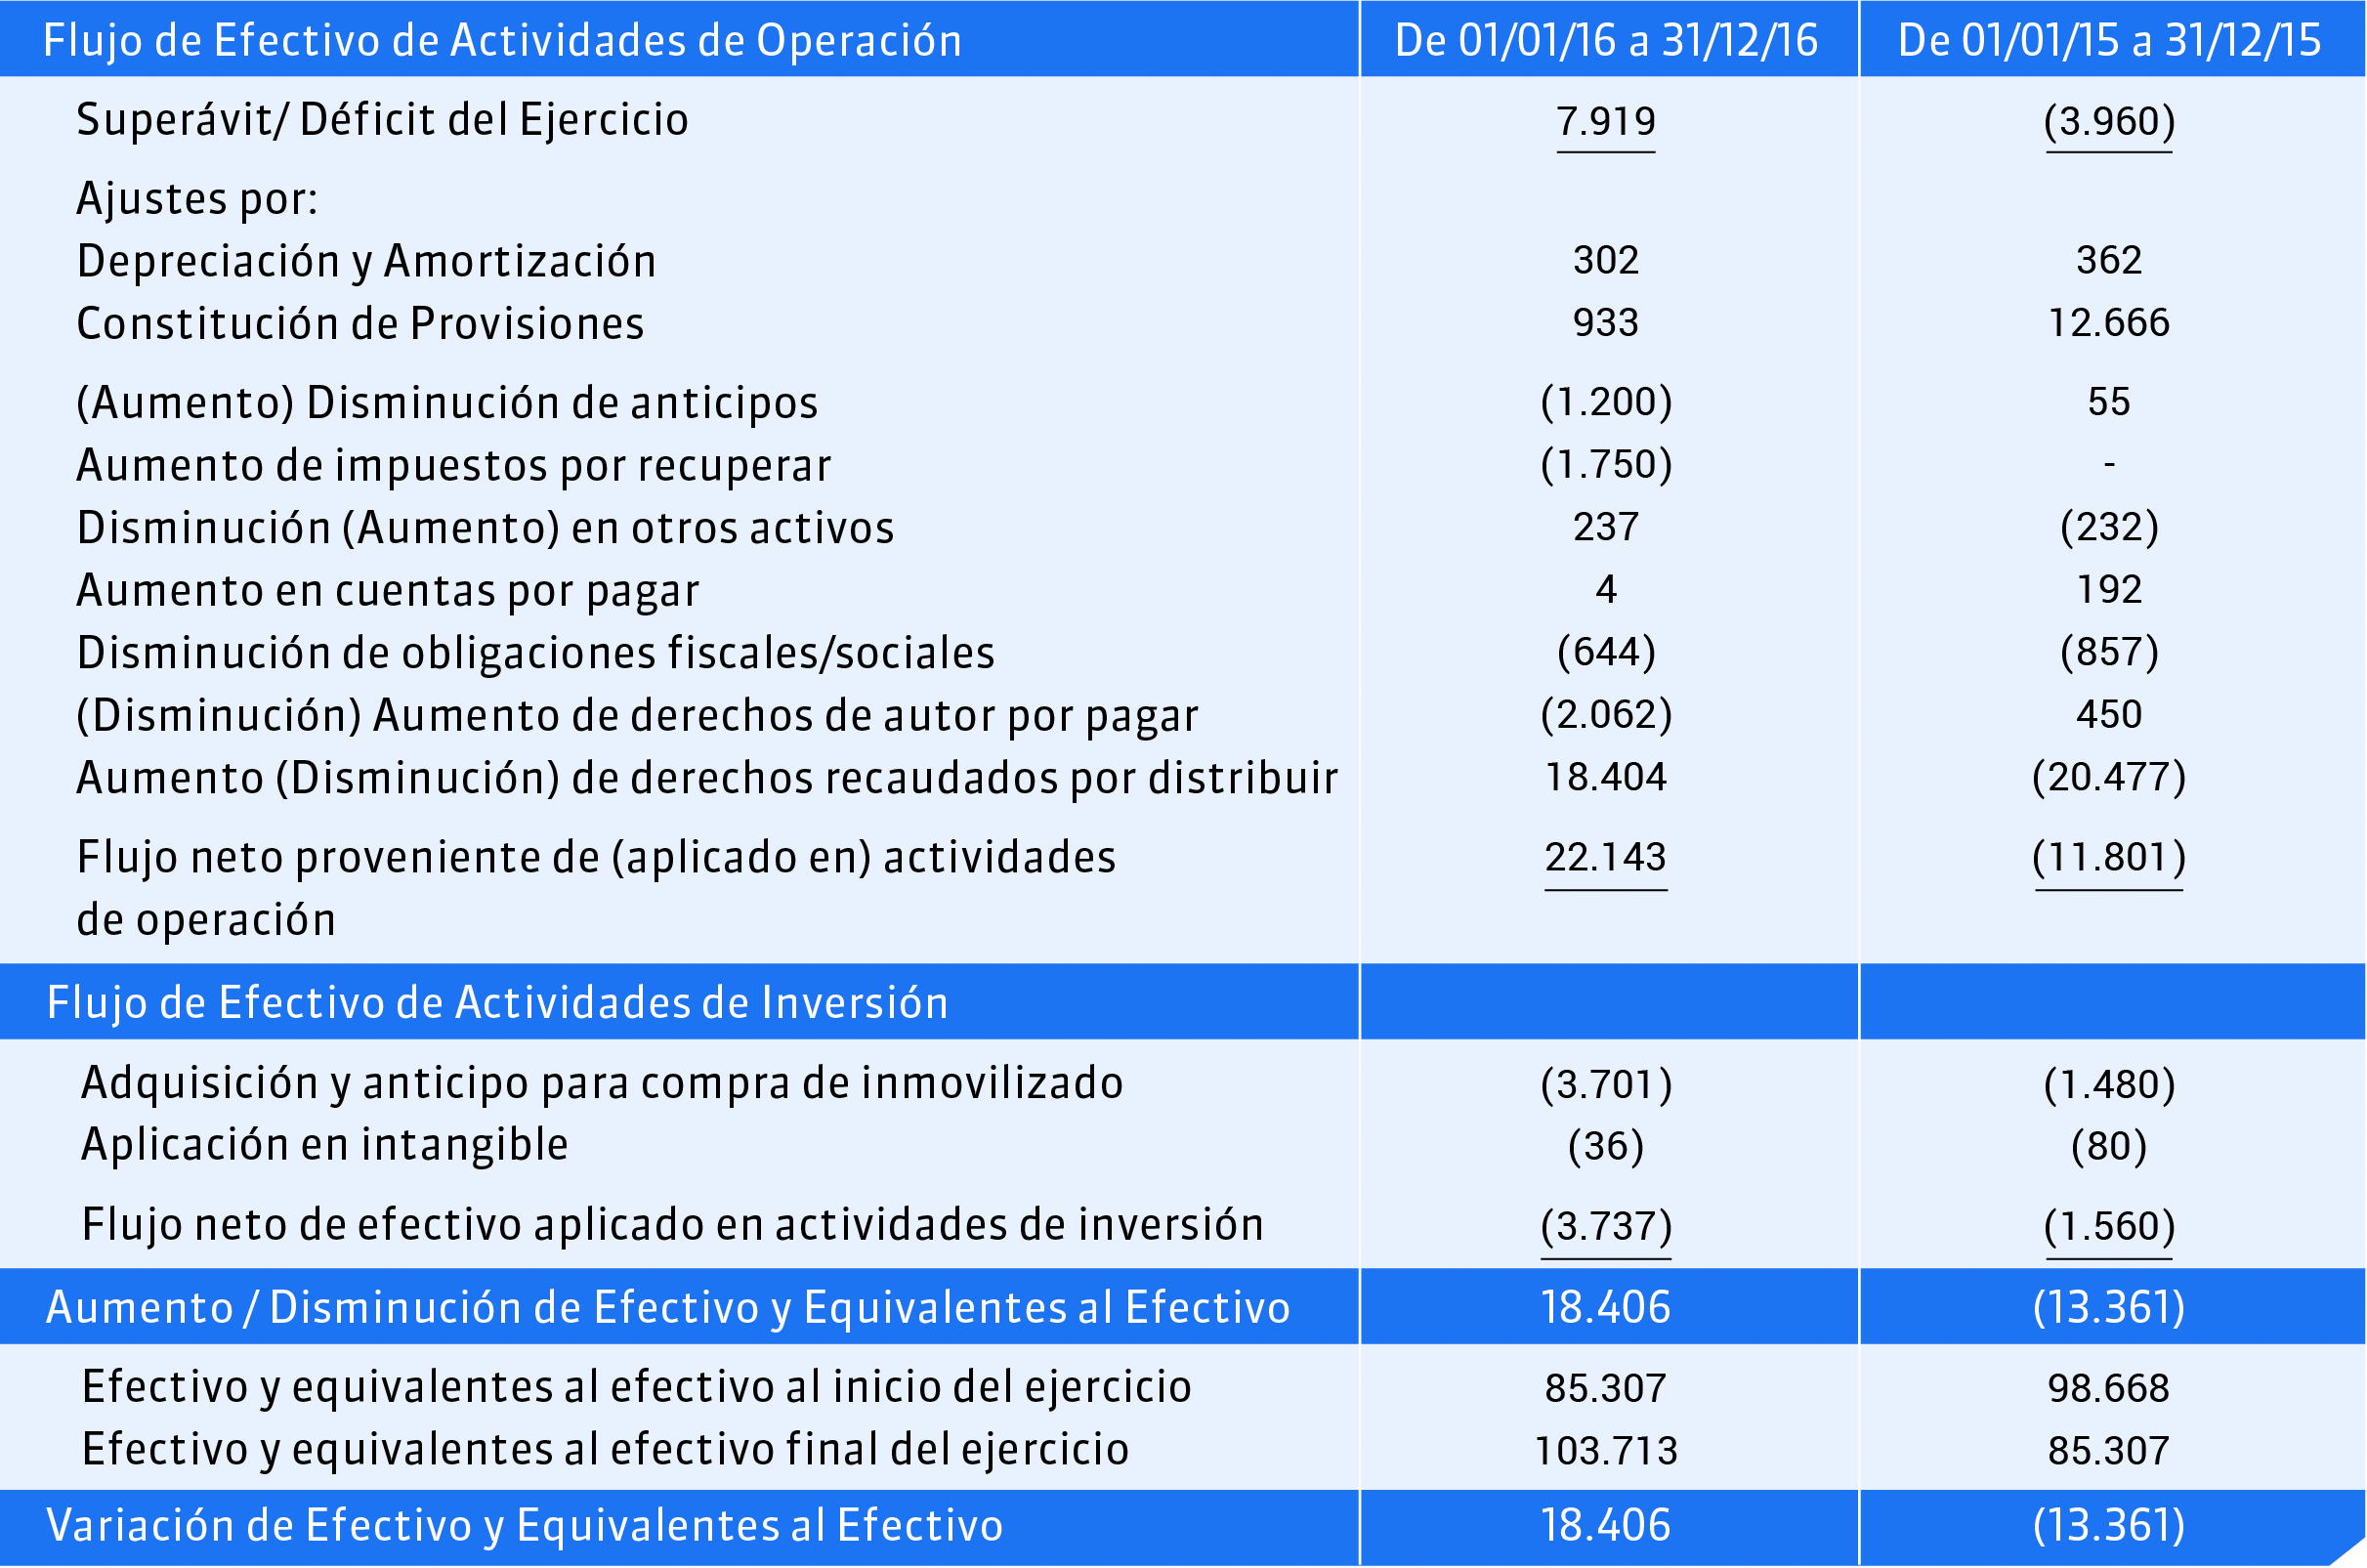 Flujo de Efectivo de Actividades de Operación De 01/01/16 a 31/12/16 De 01/01/15 a 31/12/15
Superávit/ Déficit del Ejercicio 7.919 (3.960)
Ajustes por:
Depreciación y Amortización 302 362
Constitución de Provisiones 933 12.666
(Aumento) Disminución de anticipos (1.200) 55
Aumento de impuestos por recuperar (1.750) -
Disminución (Aumento) en otros activos 237 (232)
Aumento en cuentas por pagar 4 192
Disminución de obligaciones fiscales/sociales (644) (857)
(Disminución) Aumento de derechos de autor por pagar (2.062) 450
Aumento (Disminución) de derechos recaudados por distribuir 18.404 (20.477)
Flujo neto proveniente de (aplicado en) actividades 22.143 (11.801)
de operación
Flujo de Efectivo de Actividades de Inversión
Adquisición y anticipo para compra de inmovilizado (3.701) (1.480)
Aplicación en intangible (36) (80)
Flujo neto de efectivo aplicado en actividades de inversión (3.737) (1.560)
Aumento / Disminución de Efectivo y Equivalentes al Efectivo 18.406 (13.361)
Efectivo y equivalentes al efectivo al inicio del ejercicio 85.307 98.668
Efectivo y equivalentes al efectivo final del ejercicio 103.713 85.307
Variación de Efectivo y Equivalentes al Efectivo 18.406 (13.361)